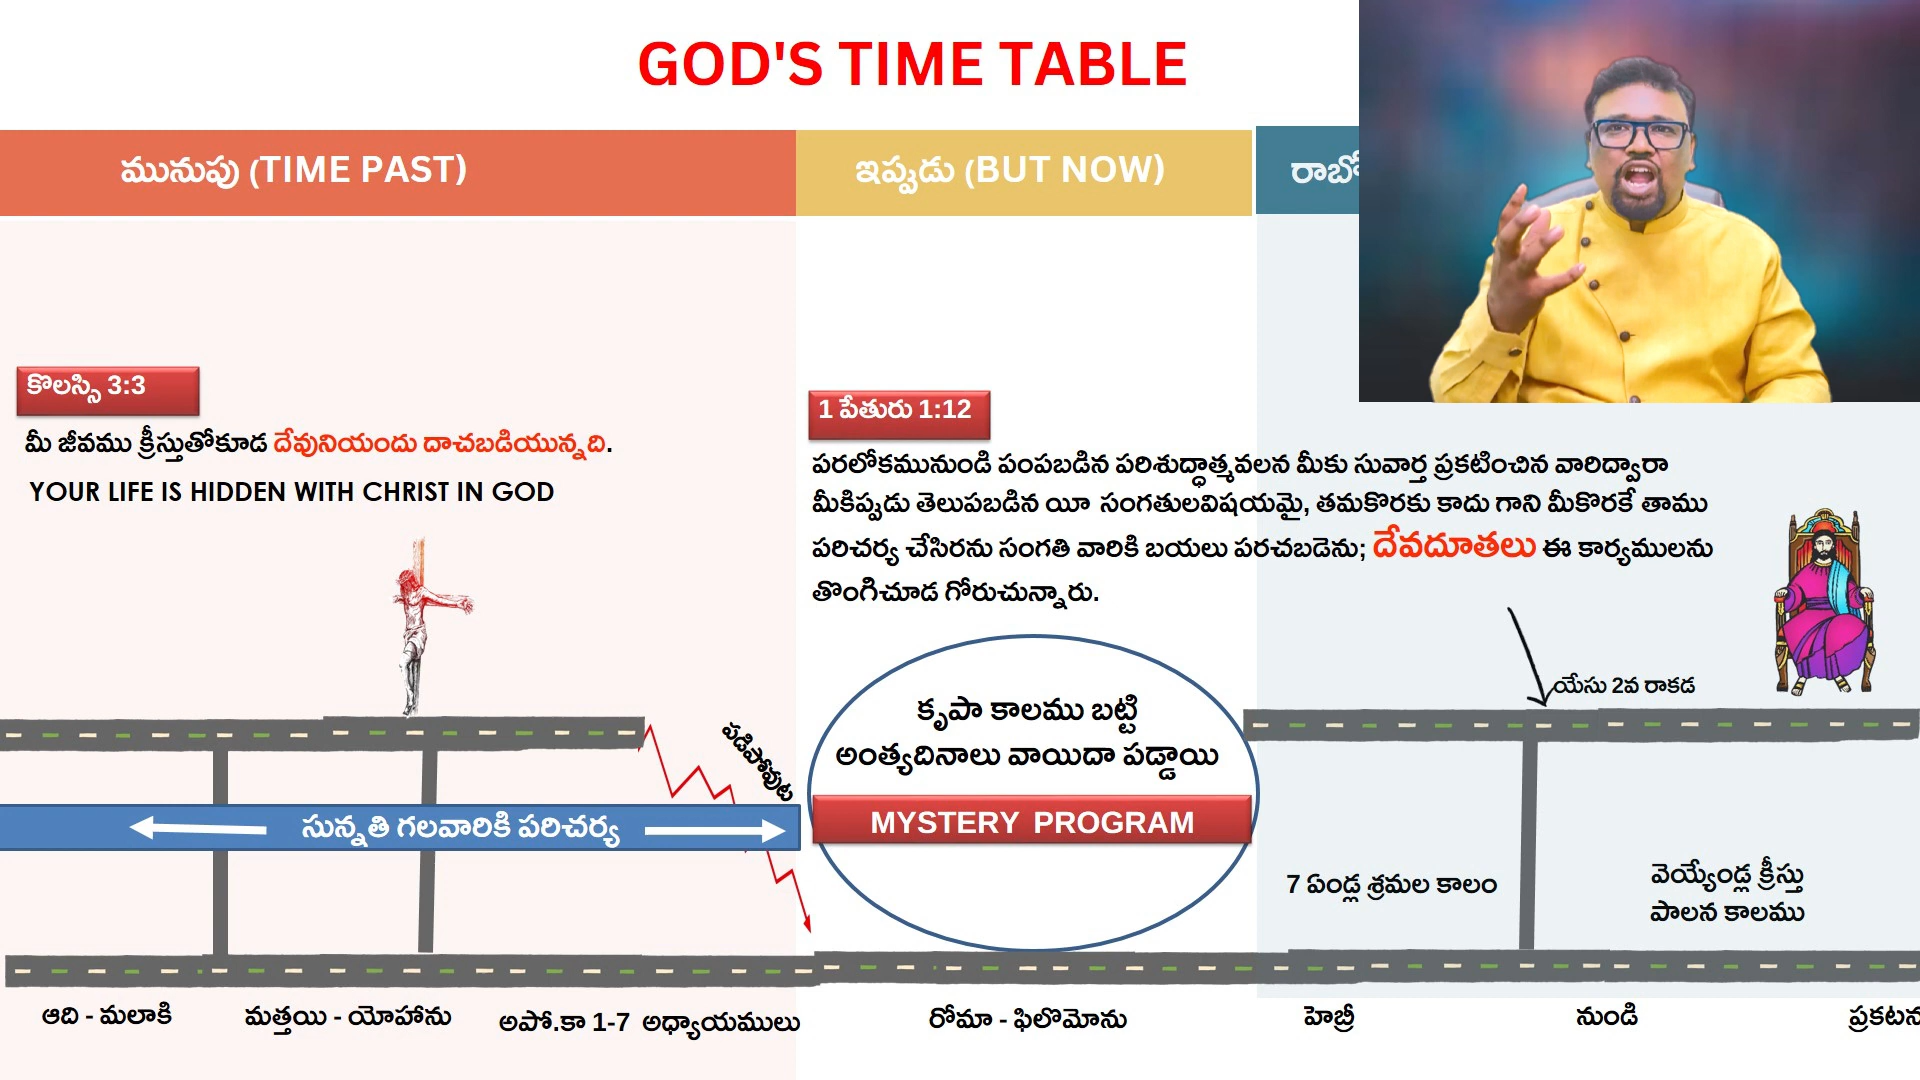 GOD'S TIME TABLE
మునుపు (TIME PAST)
ఇప్పుడు (BUT NOW)
కొలస్సి 3:3
మీ జీవము క్రీస్తుతోకూడ దేవునియందు దాచబడియున్నది.
YOUR LIFE IS HIDDEN WITH CHRIST IN GOD
1 పేతురు 1:12
పరలోకమునుండి పంపబడిన పరిశుద్ధాత్మవలన మీకు సువార్త ప్రకటించిన వారిద్వారా
మీకిప్పుడు తెలుపబడిన యీ సంగతులవిషయమై, తమకొరకు కాదు గాని మీకొరకే తాము
పరిచర్య చేసిరను సంగతి వారికి బయలు పరచబడెను; దేవదూతలు ఈ కార్యములను
తొంగిచూడ గోరుచున్నారు.
యేసు 2వ రాకడ
పడిపోవుట
కృపా కాలము బట్టి
అంత్యదినాలు వాయిదా పడ్డాయి
MYSTERY PROGRAM
సున్నతి గలవారికి పరిచర్య
7 ఏండ్ల శ్రమల కాలం
వెయ్యేండ్ల క్రీస్తు
పాలన కాలము
ఆది - మలాకి
మత్తయి - యోహాను
అపో.కా 1-7 అధ్యాయములు
రోమా - ఫిలొమోను
హెబ్రీ
నుండి